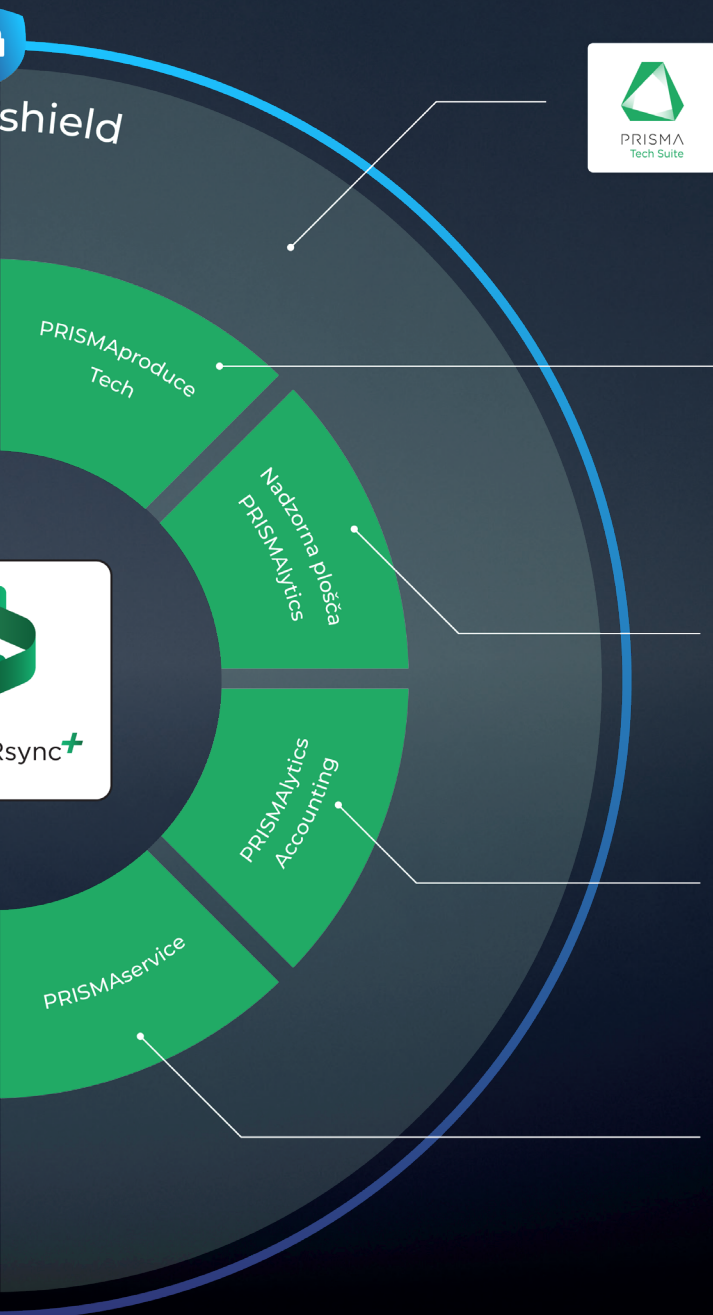 shield
PRISMA
Tech Suite
PRISMAproduce
Tech
Nadzorna plošča
PRISMAlytics
sync+
PRISMAlytics
Accounting
PRISMAservice